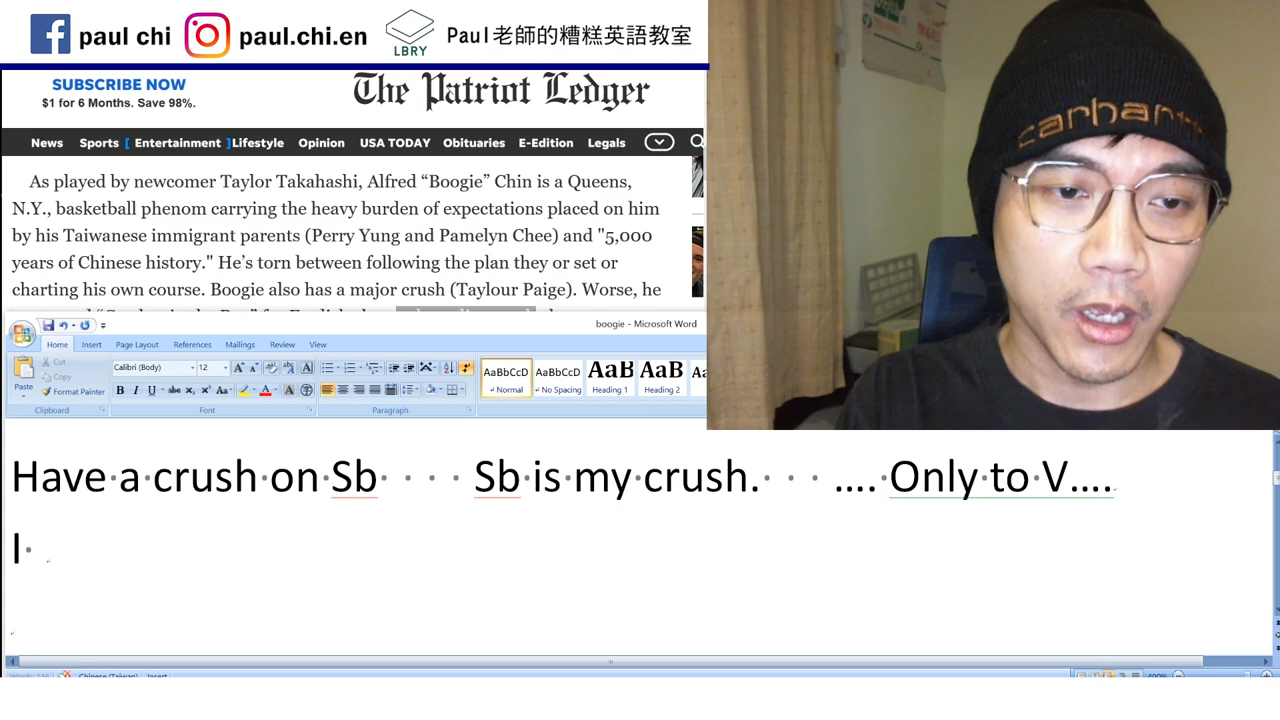 paul chi paul.chi.en LBRY Paul老師的糟糕英語教室
SUBSCRIBE NOW
$1 for 6 Months. Save 98%.
The Patriot Ledger
News Sports [ Entertainment ] Lifestyle Opinion USA TODAY Obituaries E-Edition Legals
As played by newcomer Taylor Takahashi, Alfred “Boogie” Chin is a Queens,
N.Y., basketball phenom carrying the heavy burden of expectations placed on him
by his Taiwanese immigrant parents (Perry Yung and Pamelyn Chee) and "5,000
years of Chinese history." He’s torn between following the plan they or set or
charting his own course. Boogie also has a major crush (Taylour Paige). Worse, he
boogie - Microsoft Word
Home Insert Page Layout References Mailings Review View
Paste Cut Copy Format Painter
Calibri (Body) 12
AaBbCcD AaBbCcD AaB AaB Aa
Normal No Spacing Heading 1 Heading 2
Clipboard Font Paragraph
Have a crush on Sb Sb is my crush. .... Only to V....
I
Chinese (Taiwan) Insert
carhartt